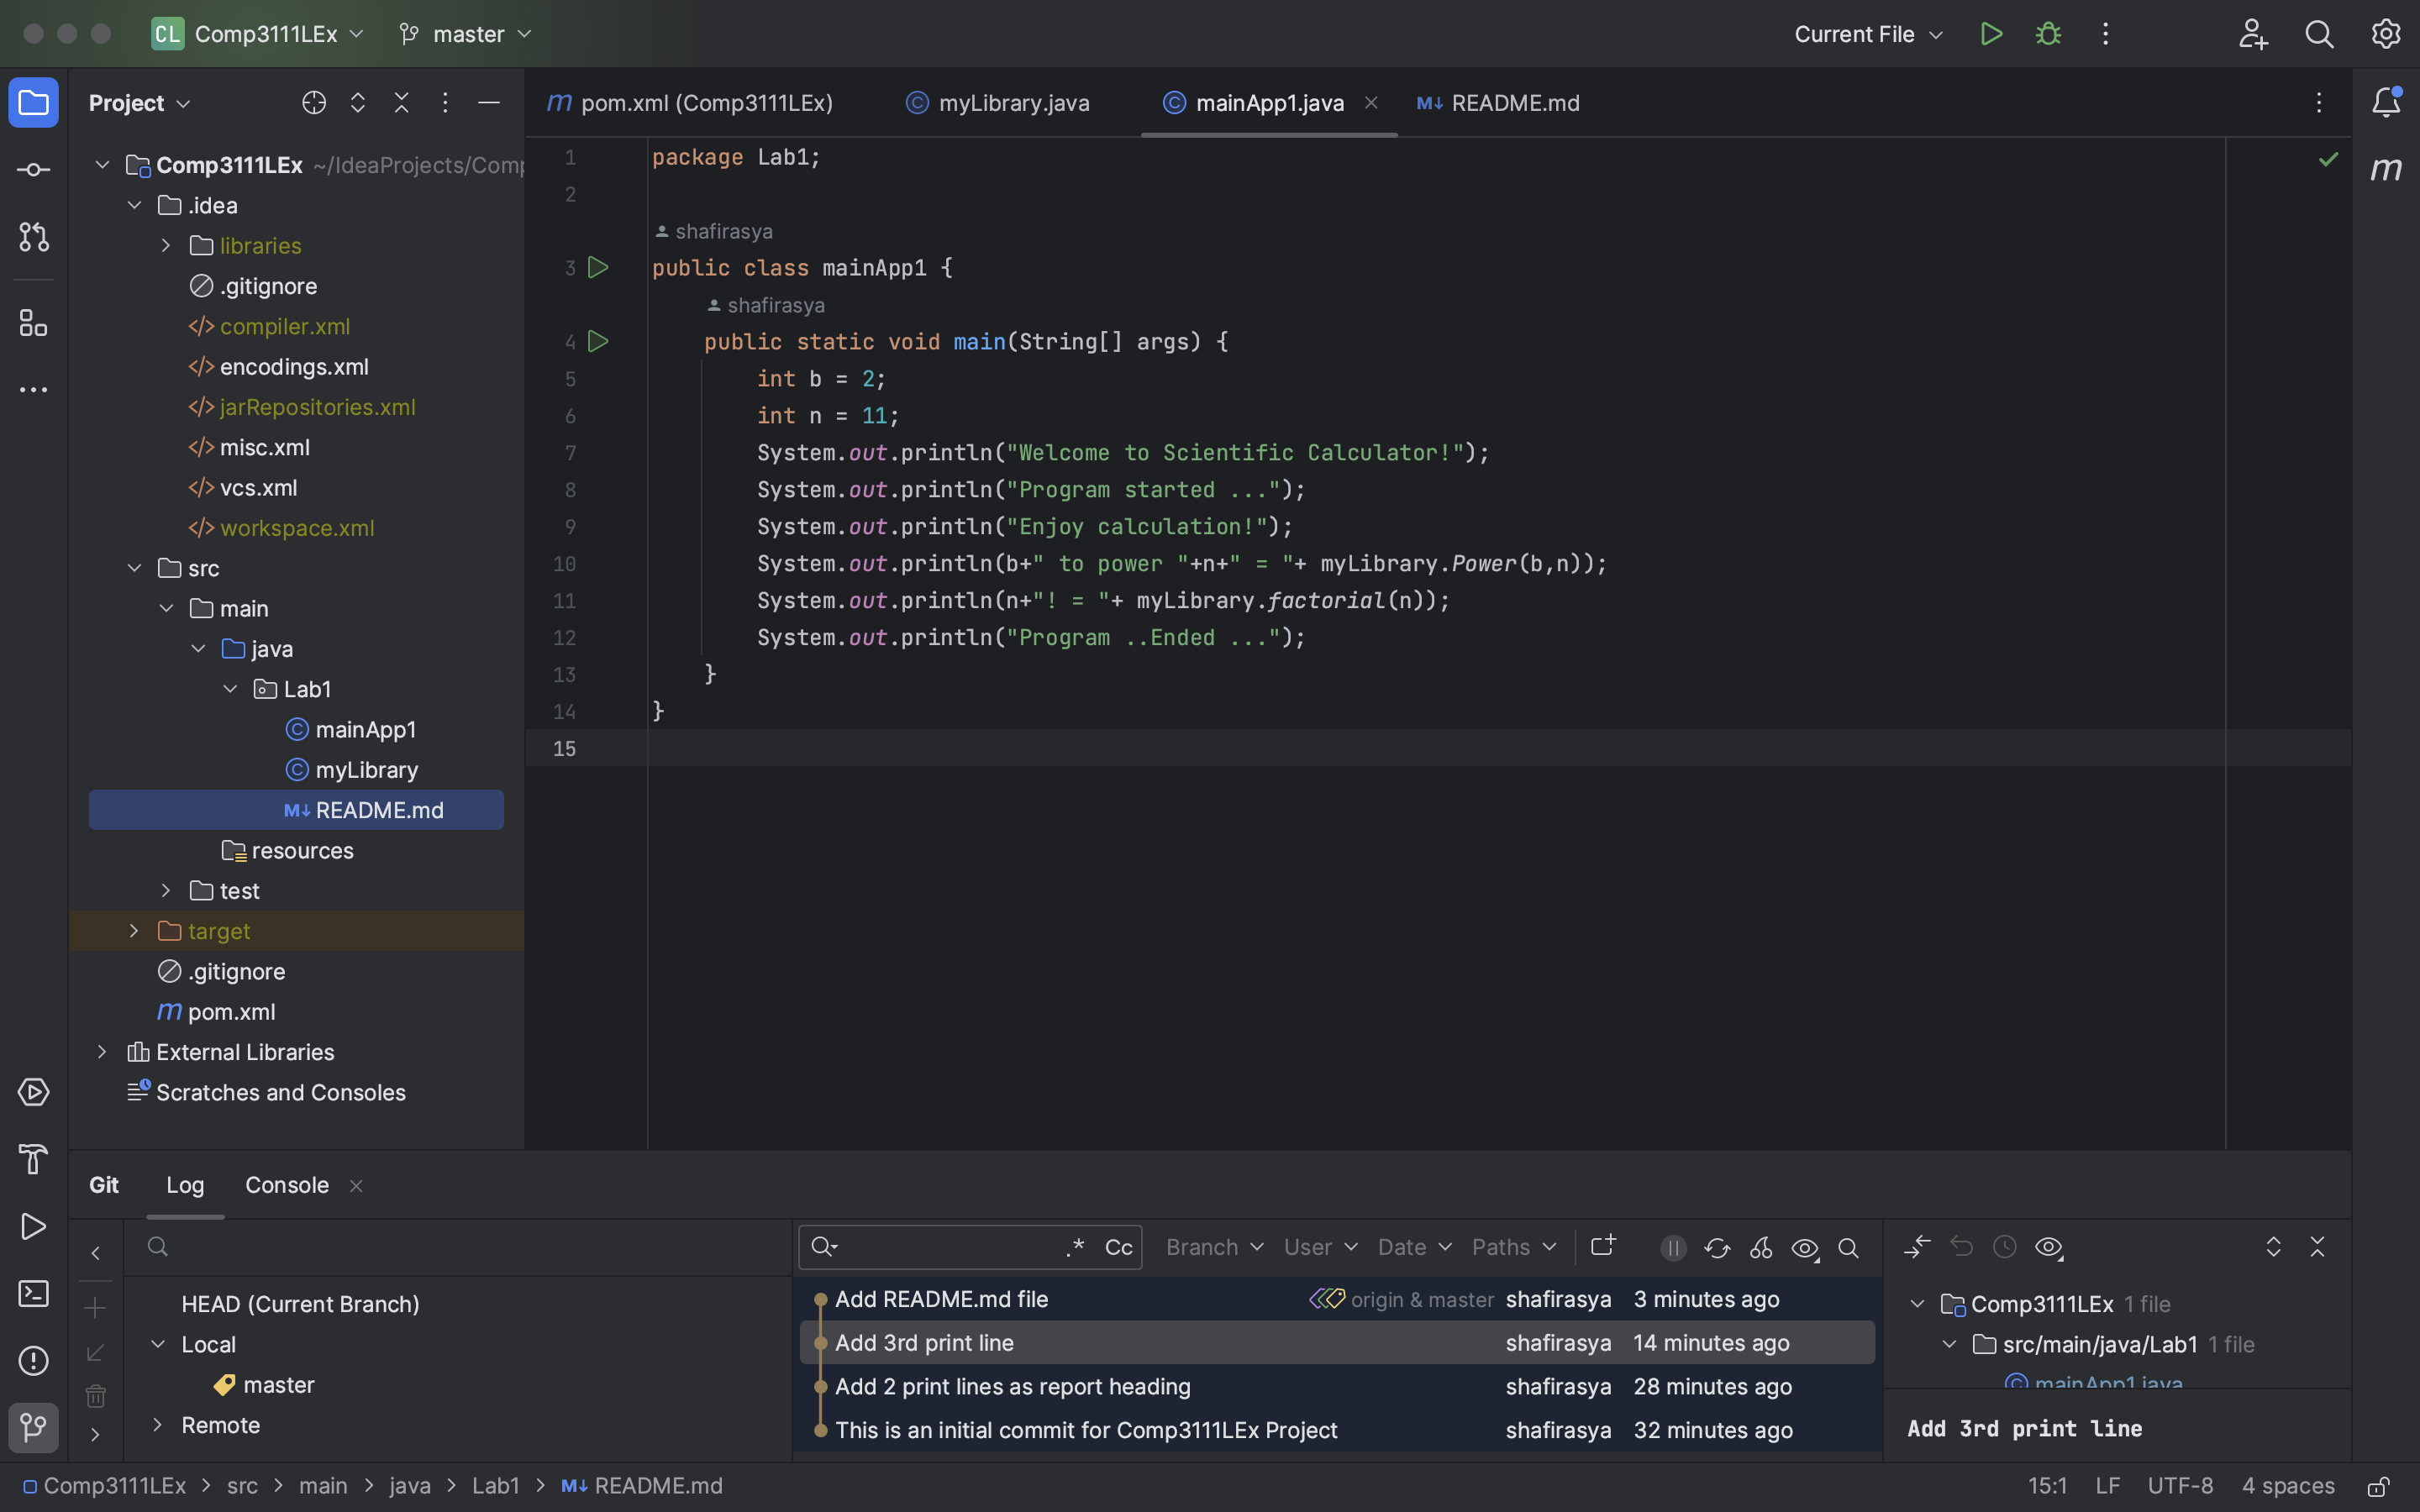 CL Comp3111LEx master Current File
Project
pom.xml (Comp3111LEx) myLibrary.java mainApp1.java README.md
Comp3111LEx ~/IdeaProjects/Comp
.idea
libraries
.gitignore
compiler.xml
encodings.xml
jarRepositories.xml
misc.xml
vcs.xml
workspace.xml
src
main
java
Lab1
mainApp1
myLibrary
README.md
resources
test
target
.gitignore
pom.xml
External Libraries
Scratches and Consoles
1 package Lab1;
2
shafirasya
3 public class mainApp1 {
shafirasya
4 public static void main(String[] args) {
5 int b = 2;
6 int n = 11;
7 System.out.println("Welcome to Scientific Calculator!");
8 System.out.println("Program started ...");
9 System.out.println("Enjoy calculation!");
10 System.out.println(b+" to power "+n+" = "+ myLibrary.Power(b,n));
11 System.out.println(n+"! = "+ myLibrary.factorial(n));
12 System.out.println("Program ..Ended ...");
13 }
14 }
15
Git Log Console
HEAD (Current Branch)
Local
master
Remote
.* Cc Branch User Date Paths
Add README.md file origin & master shafirasya 3 minutes ago
Add 3rd print line shafirasya 14 minutes ago
Add 2 print lines as report heading shafirasya 28 minutes ago
This is an initial commit for Comp3111LEx Project shafirasya 32 minutes ago
Comp3111LEx 1 file
src/main/java/Lab1 1 file
mainApp1.java
Add 3rd print line
Comp3111LEx > src > main > java > Lab1 > README.md 15:1 LF UTF-8 4 spaces